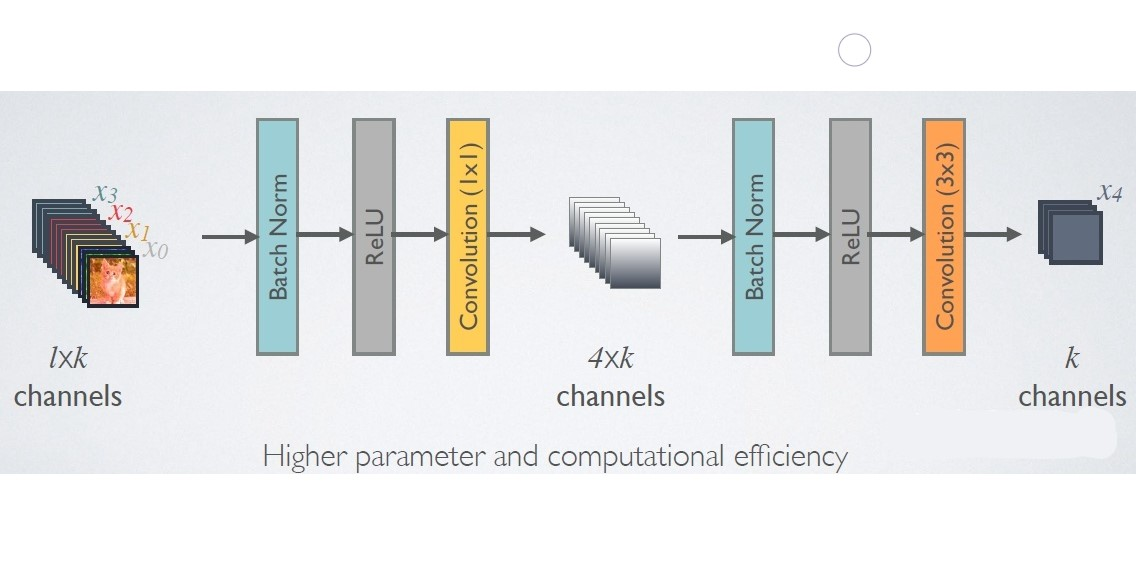 x3
x2
x1
x0
Batch Norm
ReLU
Convolution (1x1)
Batch Norm
ReLU
Convolution (3x3)
x4
lxk
channels
4xk
channels
k
channels
Higher parameter and computational efficiency